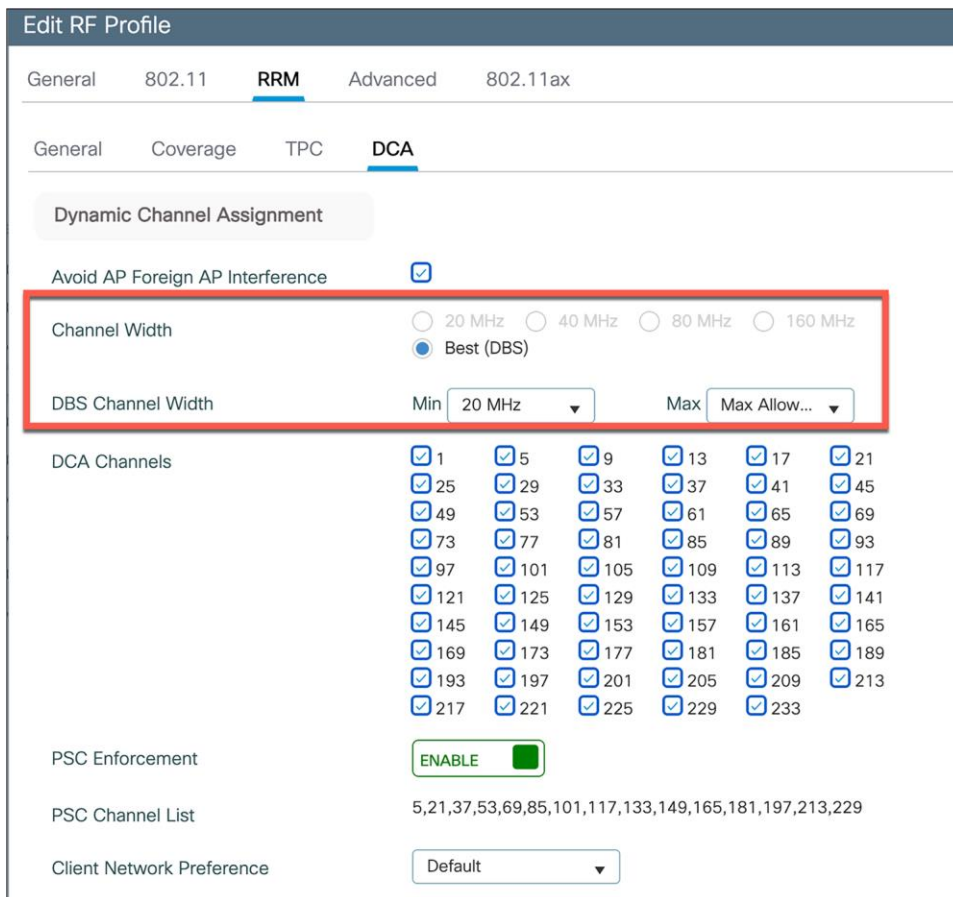 Edit RF Profile
General 802.11 RRM Advanced 802.11ax
General Coverage TPC DCA
Dynamic Channel Assignment
Avoid AP Foreign AP Interference
Channel Width 20 MHz 40 MHz 80 MHz 160 MHz
Best (DBS)
DBS Channel Width Min 20 MHz Max Max Allow...
DCA Channels 1 5 9 13 17 21
25 29 33 37 41 45
49 53 57 61 65 69
73 77 81 85 89 93
97 101 105 109 113 117
121 125 129 133 137 141
145 149 153 157 161 165
169 173 177 181 185 189
193 197 201 205 209 213
217 221 225 229 233
PSC Enforcement ENABLE
PSC Channel List 5,21,37,53,69,85,101,117,133,149,165,181,197,213,229
Client Network Preference Default